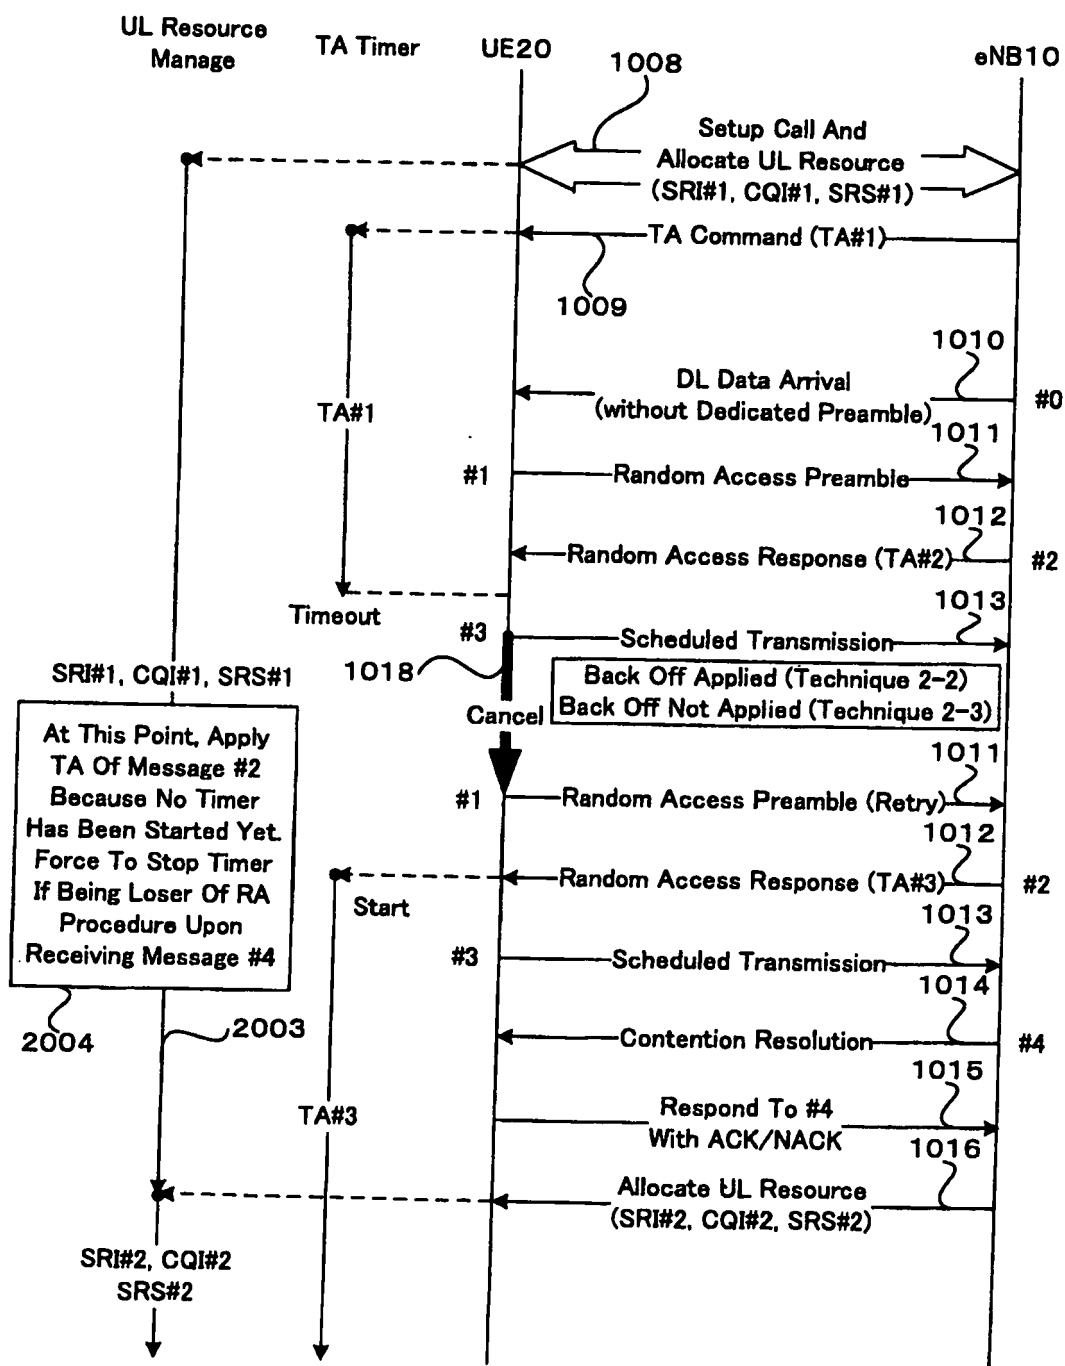 UL Resource
Manage
TA Timer
UE20
eNB10
1008
Setup Call And
Allocate UL Resource
(SRI#1, CQI#1, SRS#1)
TA Command (TA#1)
1009
1010
DL Data Arrival
(without Dedicated Preamble)
#0
TA#1
1011
#1
Random Access Preamble
1012
Random Access Response (TA#2)
#2
Timeout
1013
#3
Scheduled Transmission
1018
SRI#1, CQI#1, SRS#1
Back Off Applied (Technique 2-2)
Back Off Not Applied (Technique 2-3)
Cancel
At This Point, Apply
TA Of Message #2
Because No Timer
Has Been Started Yet.
Force To Stop Timer
If Being Loser Of RA
Procedure Upon
Receiving Message #4
1011
#1
Random Access Preamble (Retry)
1012
Random Access Response (TA#3)
#2
Start
1013
#3
Scheduled Transmission
1014
2004
2003
Contention Resolution
#4
1015
TA#3
Respond To #4
With ACK/NACK
1016
Allocate UL Resource
(SRI#2, CQI#2, SRS#2)
SRI#2, CQI#2
SRS#2